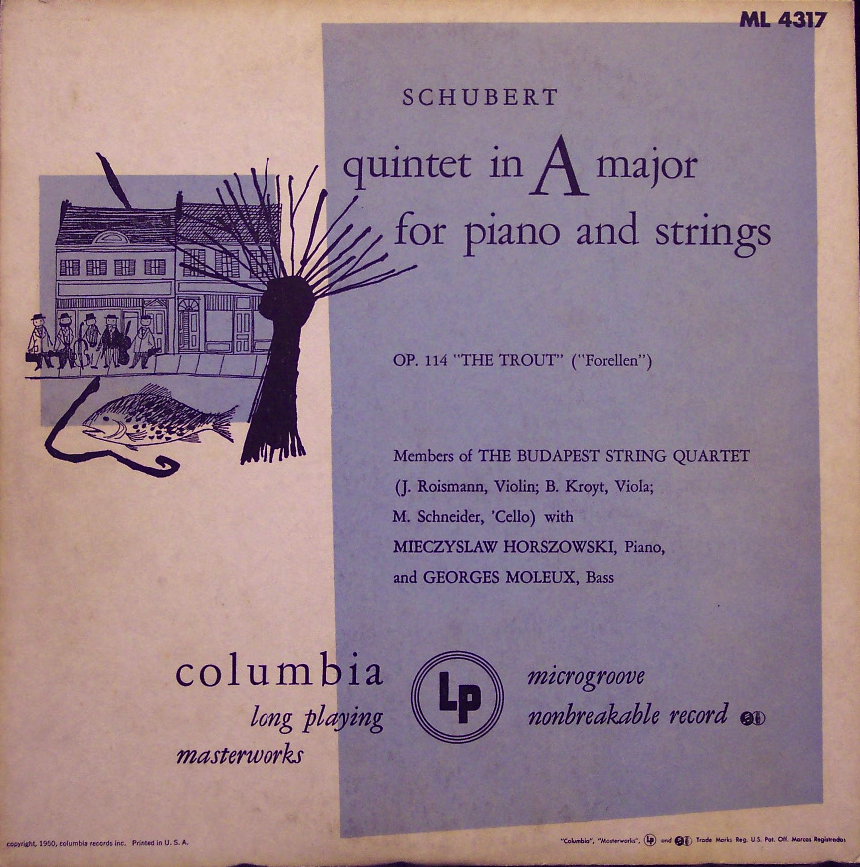 ML 4317
SCHUBERT
quintet in A major
for piano and strings
OP. 114 "THE TROUT" ("Forellen")
Members of THE BUDAPEST STRING QUARTET
(J. Roismann, Violin; B. Kroyt, Viola;
M. Schneider, 'Cello) with
MIECZYSLAW HORSZOWSKI, Piano,
and GEORGES MOLEUX, Bass
columbia
long playing
masterworks
LP
microgroove
nonbreakable record
copyright, 1950, columbia records inc. Printed in U. S. A.
"Columbia", "Masterworks", LP and Trade Marks Reg. U.S. Pat. Off. Marcas Registradas